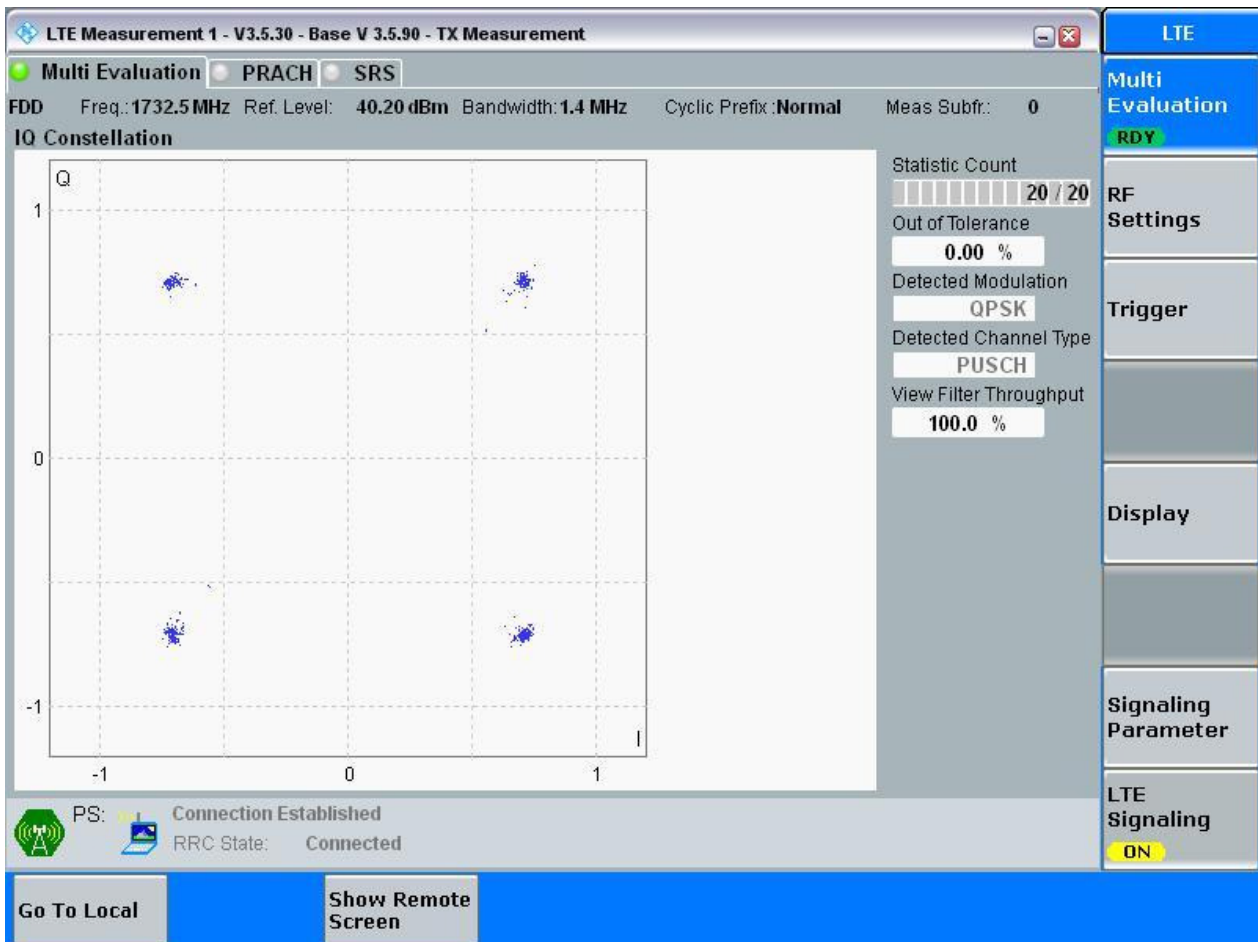 LTE Measurement 1 - V3.5.30 - Base V 3.5.90 - TX Measurement
LTE
Multi Evaluation PRACH SRS
Multi
Evaluation
RDY
FDD Freq.: 1732.5 MHz Ref. Level: 40.20 dBm Bandwidth: 1.4 MHz Cyclic Prefix : Normal Meas Subfr.: 0
IQ Constellation
Q
1
0
-1
I
-1 0 1
Statistic Count
20 / 20
Out of Tolerance
0.00 %
Detected Modulation
QPSK
Detected Channel Type
PUSCH
View Filter Throughput
100.0 %
RF
Settings
Trigger
Display
Signaling
Parameter
LTE
Signaling
ON
PS: Connection Established
RRC State: Connected
Go To Local
Show Remote
Screen